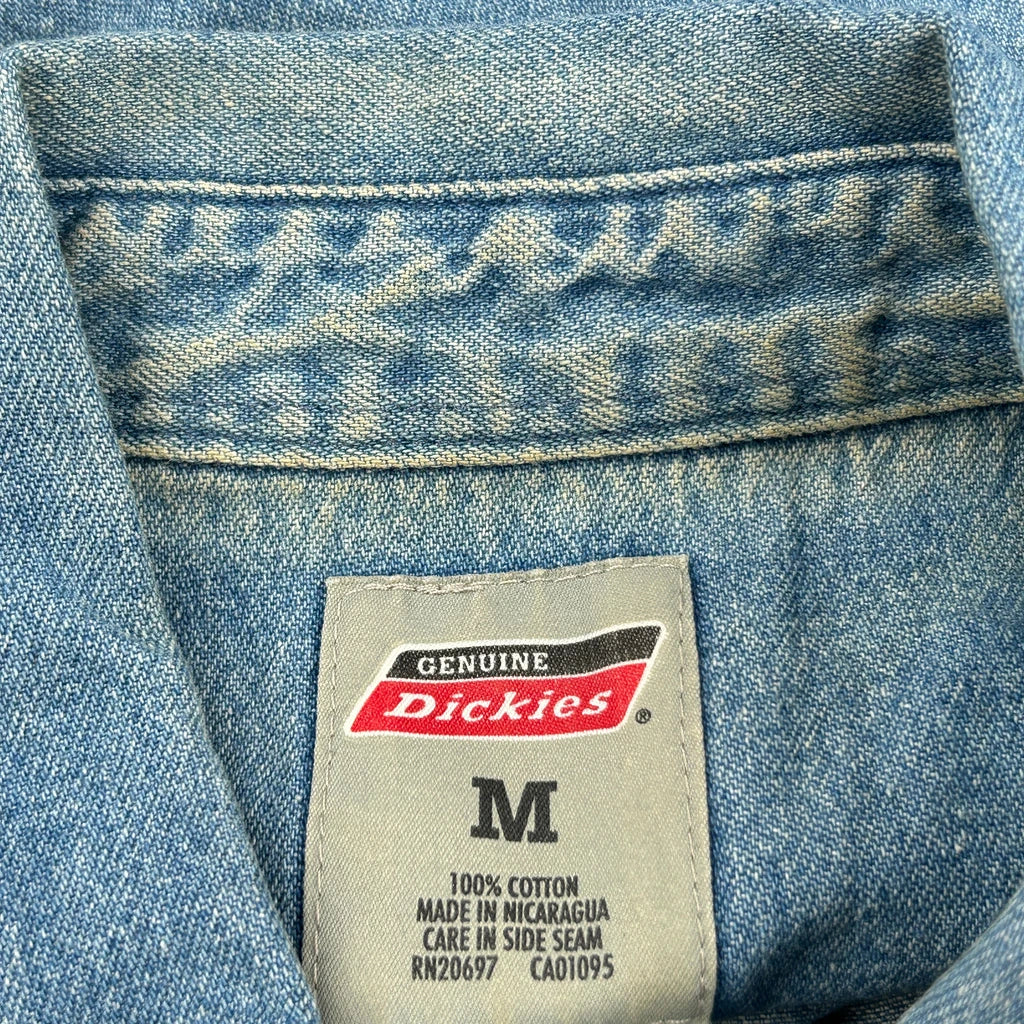 GENUINE
Dickies®
M
100% COTTON
MADE IN NICARAGUA
CARE IN SIDE SEAM
RN20697 CA01095